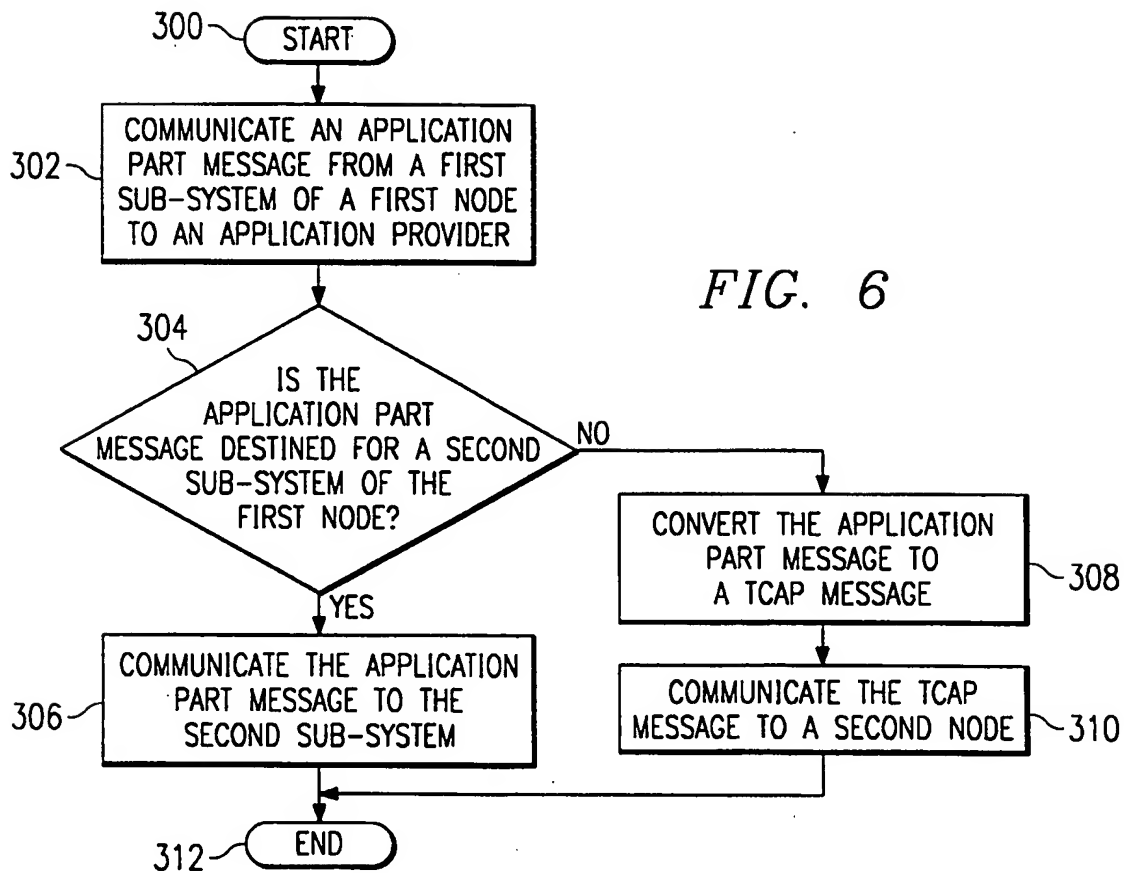 300
START
302
COMMUNICATE AN APPLICATION
PART MESSAGE FROM A FIRST
SUB-SYSTEM OF A FIRST NODE
TO AN APPLICATION PROVIDER
FIG. 6
304
IS THE
APPLICATION PART
MESSAGE DESTINED FOR A SECOND
SUB-SYSTEM OF THE
FIRST NODE?
NO
YES
308
CONVERT THE APPLICATION
PART MESSAGE TO
A TCAP MESSAGE
306
COMMUNICATE THE APPLICATION
PART MESSAGE TO THE
SECOND SUB-SYSTEM
COMMUNICATE THE TCAP
MESSAGE TO A SECOND NODE
310
END
312